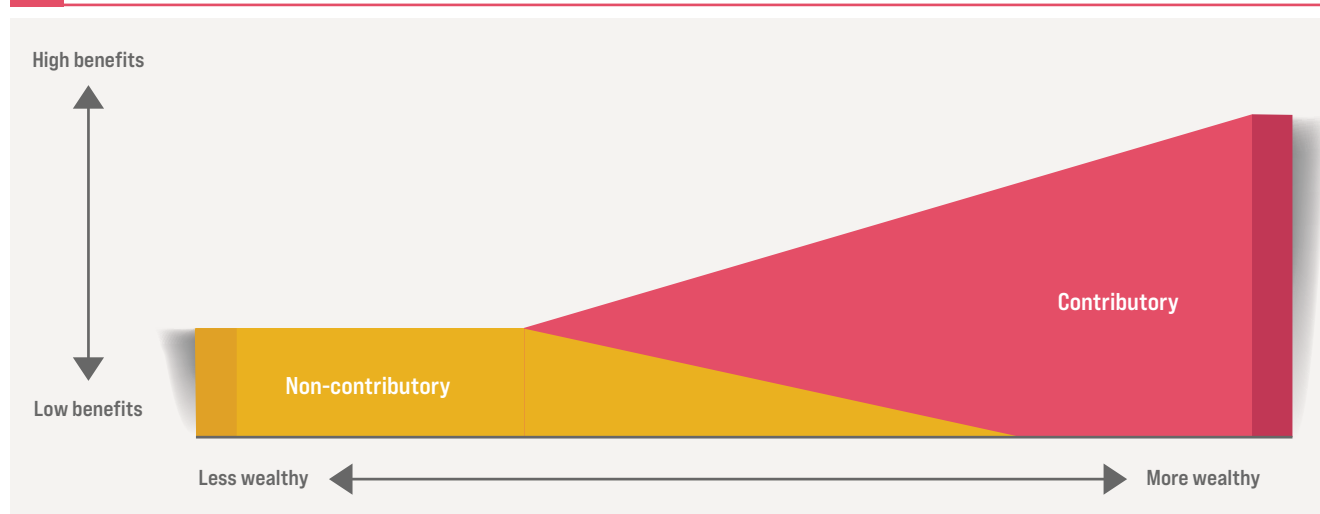 High benefits
Contributory
Non-contributory
Low benefits
Less wealthy
More wealthy